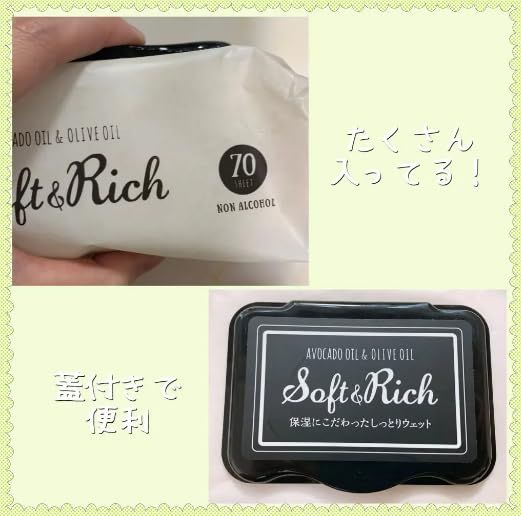 ADO OIL & OLIVE OIL
ft&Rich
70
SHEET
NON ALCOHOL
たくさん
入ってる！
蓋付きで
便利
AVOCADO OIL & OLIVE OIL
Soft&Rich
保湿にこだわったしっとりウェット